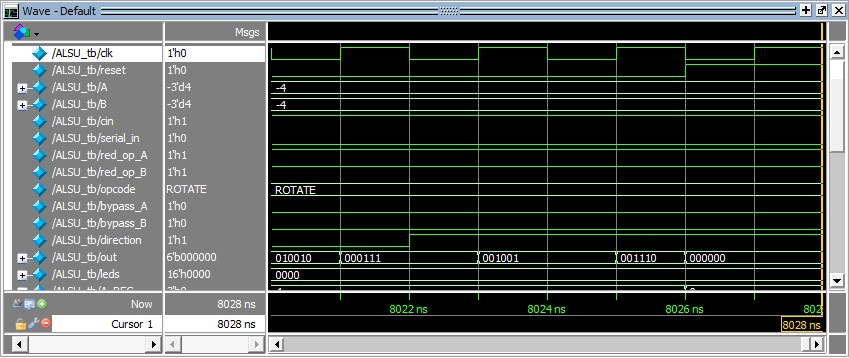 Wave - Default
Msgs
/ALSU_tb/clk 1'h0
/ALSU_tb/reset 1'h0
/ALSU_tb/A -3'd4 -4
/ALSU_tb/B -3'd4 -4
/ALSU_tb/cin 1'h1
/ALSU_tb/serial_in 1'h0
/ALSU_tb/red_op_A 1'h1
/ALSU_tb/red_op_B 1'h1
/ALSU_tb/opcode ROTATE ROTATE
/ALSU_tb/bypass_A 1'h0
/ALSU_tb/bypass_B 1'h0
/ALSU_tb/direction 1'h1
/ALSU_tb/out 6'b000000 010010 000111 001001 001110 000000
/ALSU_tb/leds 16'h0000 0000
Now 8028 ns 8022 ns 8024 ns 8026 ns 802
Cursor 1 8028 ns 8028 ns